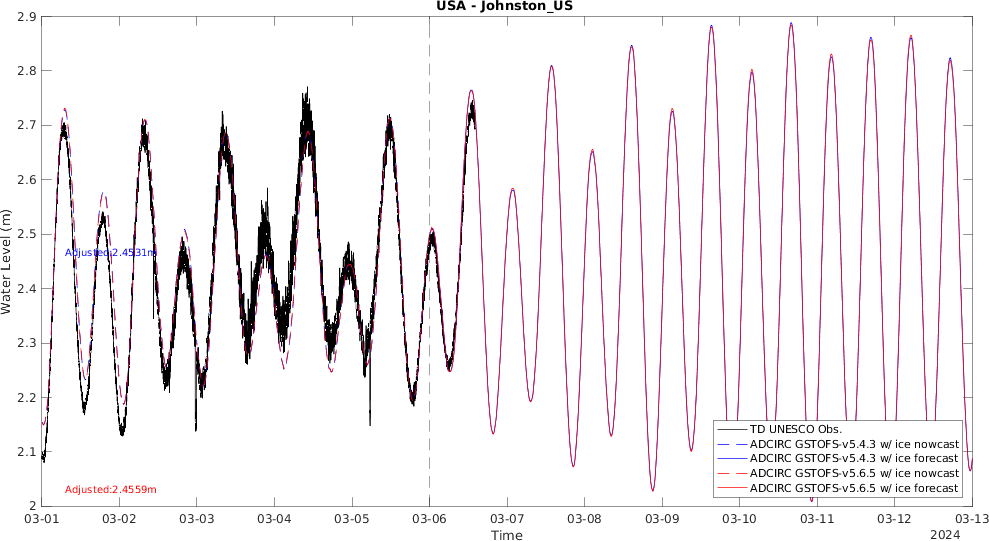 USA - Johnston_US
2.9
2.8
2.7
2.6
2.5
2.4
2.3
2.2
2.1
2
Water Level (m)
Adjusted:2.4531m
Adjusted:2.4559m
TD UNESCO Obs.
ADCIRC GSTOFS-v5.4.3 w/ ice nowcast
ADCIRC GSTOFS-v5.4.3 w/ ice forecast
ADCIRC GSTOFS-v5.6.5 w/ ice nowcast
ADCIRC GSTOFS-v5.6.5 w/ ice forecast
03-01 03-02 03-03 03-04 03-05 03-06 03-07 03-08 03-09 03-10 03-11 03-12 03-13
Time
2024